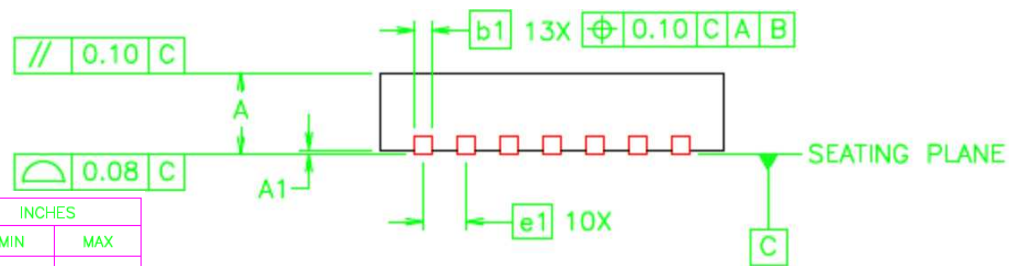 b1 13X ⌖ 0.10 C A B
// 0.10 C
A
SEATING PLANE
⌓ 0.08 C
A1
e1 10X
C
INCHES
MIN MAX